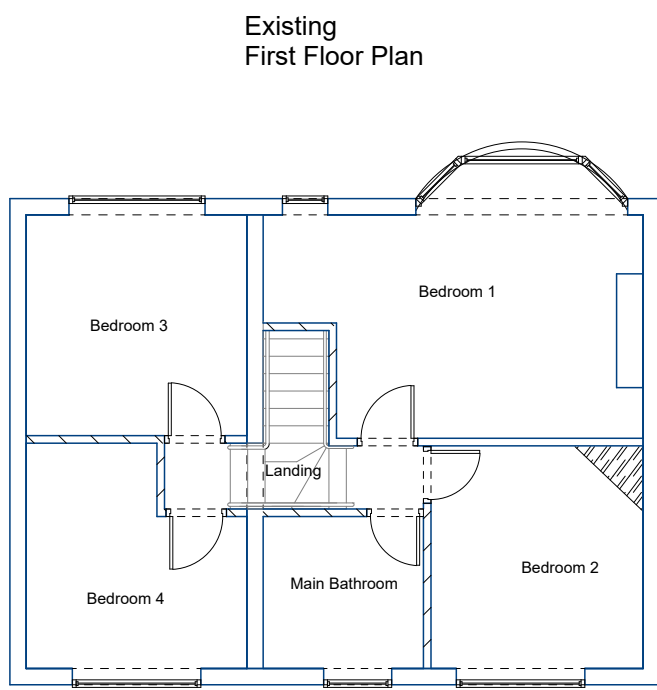 Existing
First Floor Plan
Bedroom 1
Bedroom 3
Landing
Bedroom 2
Main Bathroom
Bedroom 4